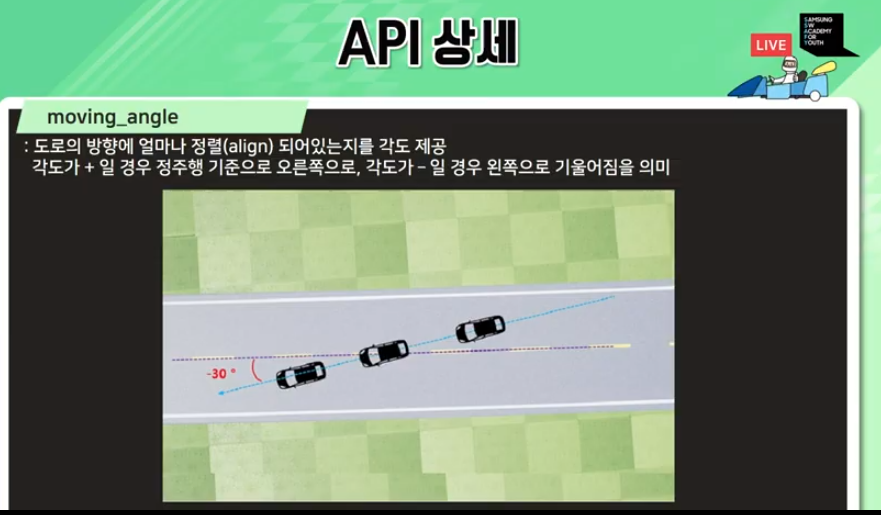 API 상세
LIVE
SAMSUNG
SW
ACADEMY
FOR
YOUTH
moving_angle
: 도로의 방향에 얼마나 정렬(align) 되어있는지를 각도 제공
각도가 + 일 경우 정주행 기준으로 오른쪽으로, 각도가 – 일 경우 왼쪽으로 기울어짐을 의미
-30 °